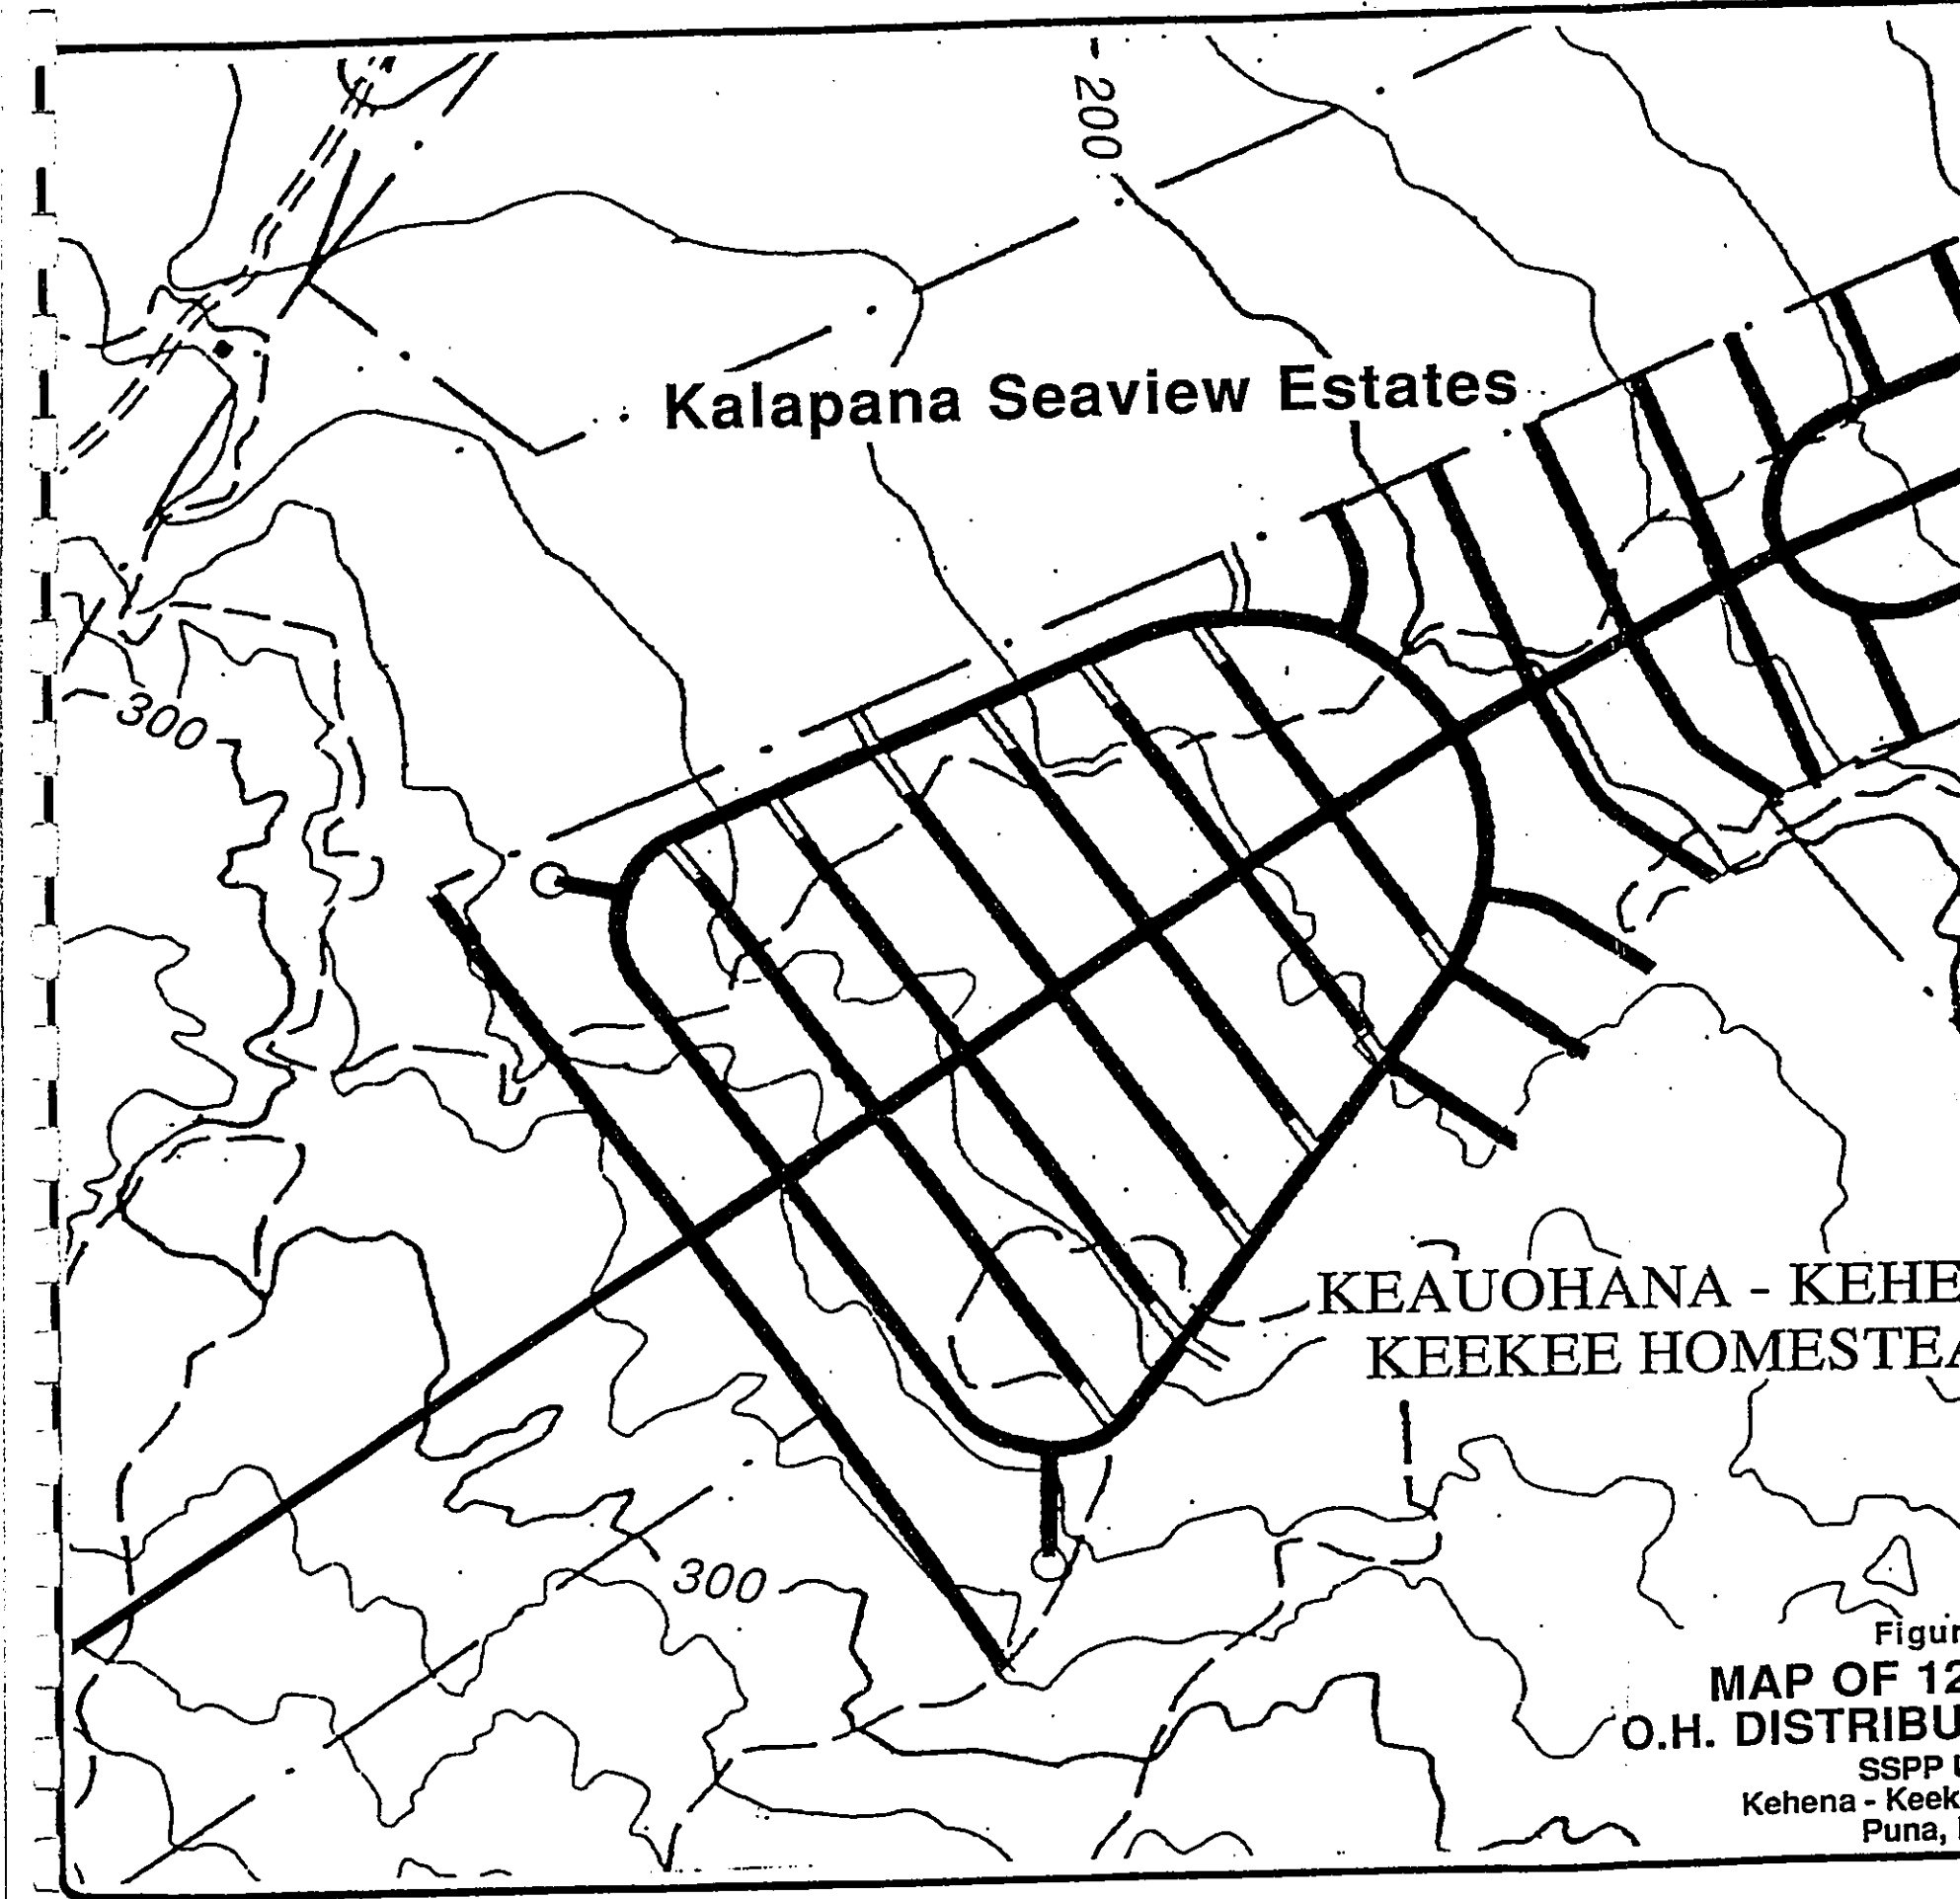 200
Kalapana Seaview Estates
300
KEAUOHANA - KEHE
KEEKEE HOMESTEA
300
Figur
MAP OF 12
O.H. DISTRIBU
SSPP U
Kehena - Keek
Puna,